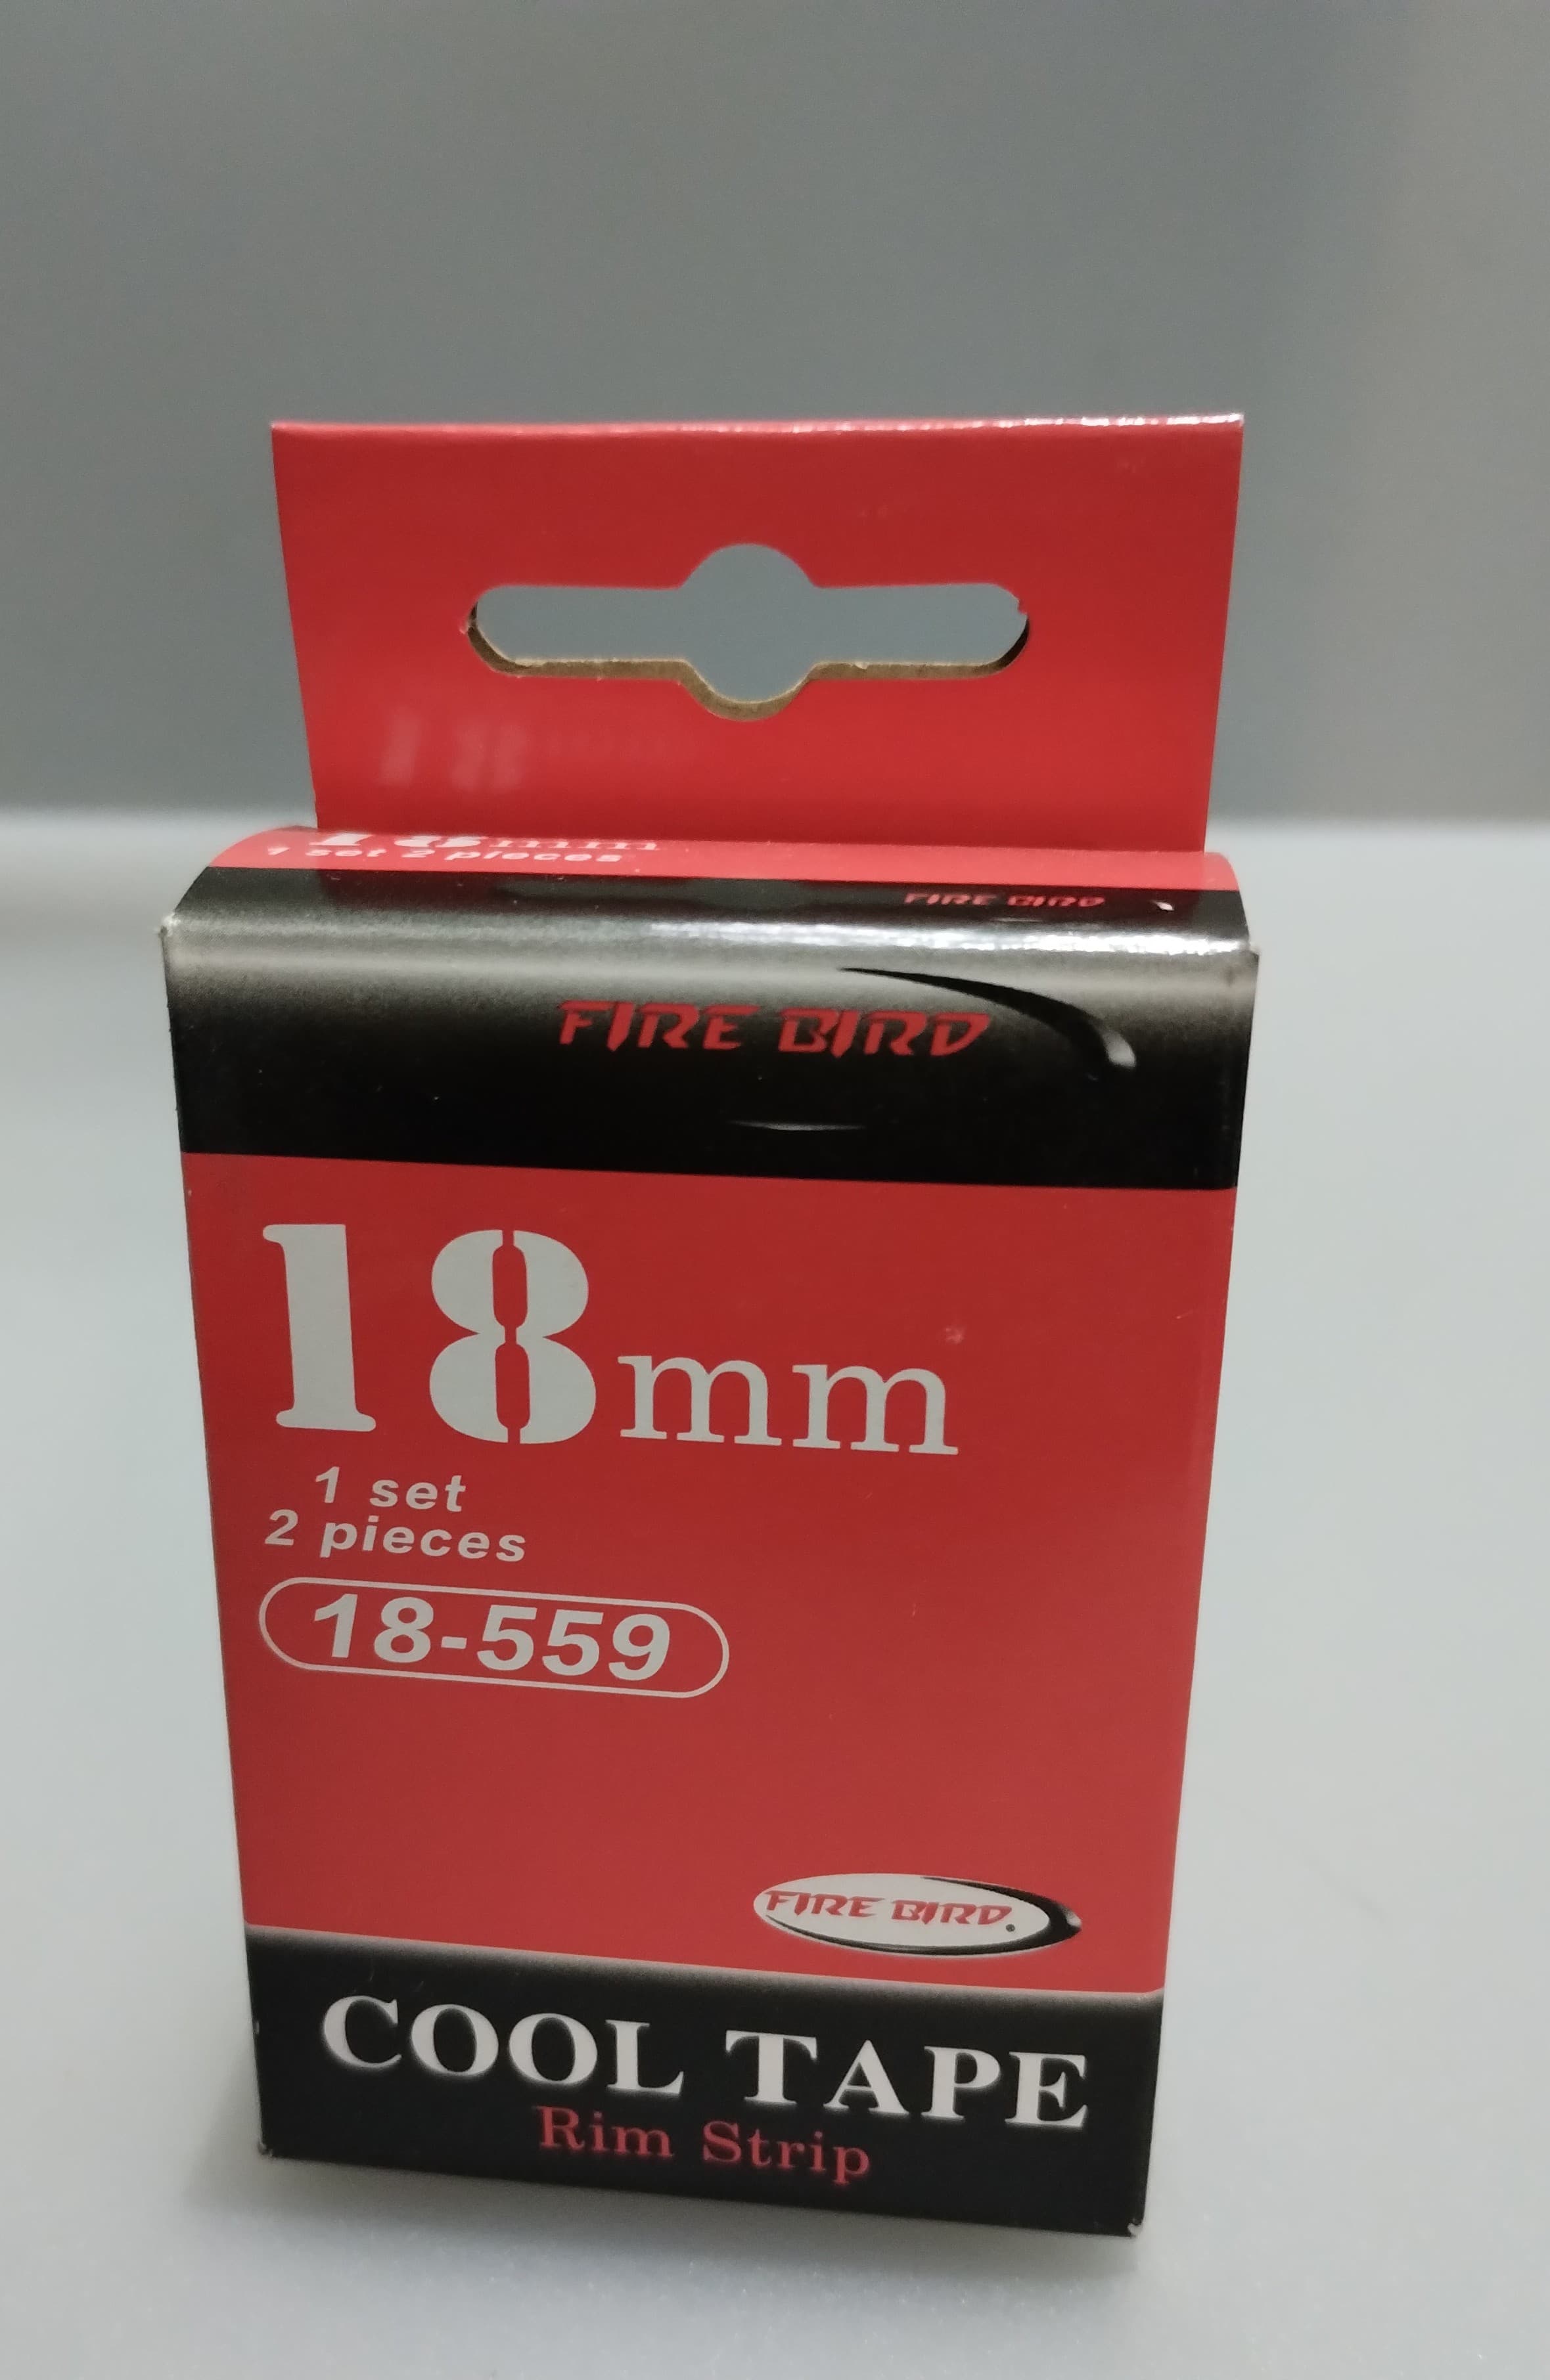 18mm
1 set 2 pieces
FIRE BIRD
FIRE BIRD
18mm
1 set
2 pieces
18-559
FIRE BIRD
COOL TAPE
Rim Strip